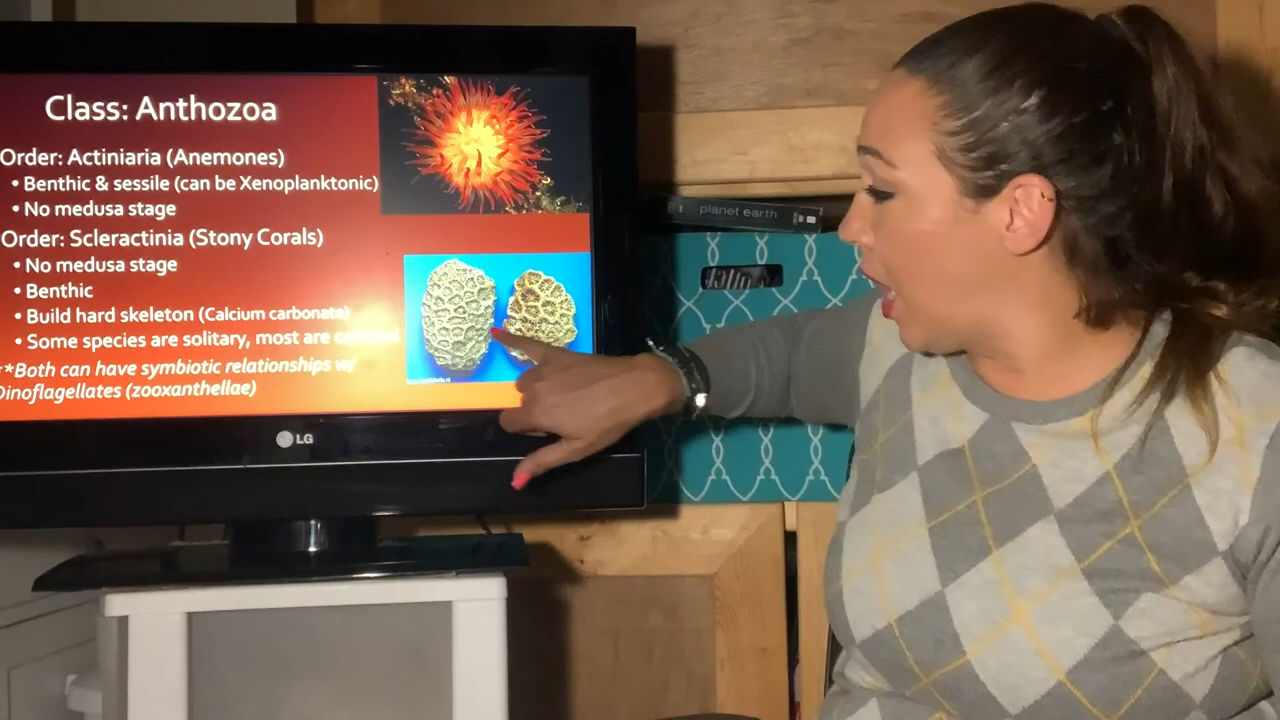 Class: Anthozoa
Order: Actiniaria (Anemones)
• Benthic & sessile (can be Xenoplanktonic)
• No medusa stage
Order: Scleractinia (Stony Corals)
• No medusa stage
• Benthic
• Build hard skeleton (Calcium carbonate)
• Some species are solitary, most are
**Both can have symbiotic relationships w/
Dinoflagellates (zooxanthellae)
LG
planet earth